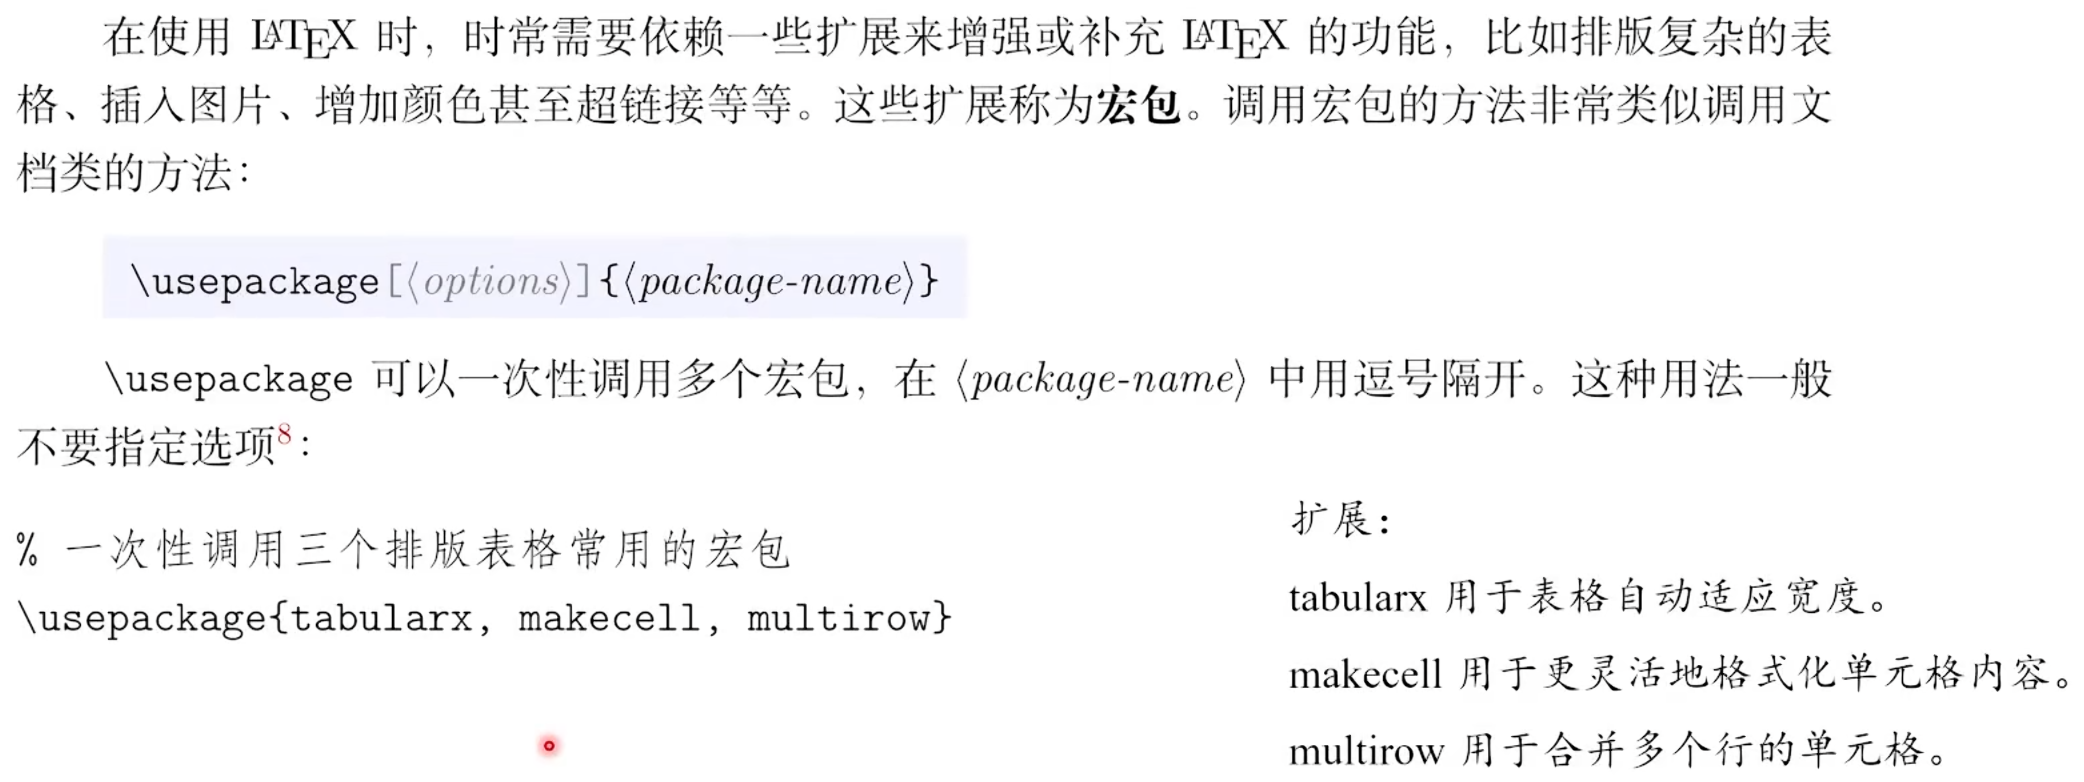 在使用 LATEX 时，时常需要依赖一些扩展来增强或补充 LATEX 的功能，比如排版复杂的表
格、插入图片、增加颜色甚至超链接等等。这些扩展称为宏包。调用宏包的方法非常类似调用文
档类的方法：
\usepackage[⟨options⟩]{⟨package-name⟩}
\usepackage 可以一次性调用多个宏包，在 ⟨package-name⟩ 中用逗号隔开。这种用法一般
不要指定选项8：
% 一次性调用三个排版表格常用的宏包
\usepackage{tabularx, makecell, multirow}
扩展：
tabularx 用于表格自动适应宽度。
makecell 用于更灵活地格式化单元格内容。
multirow 用于合并多个行的单元格。